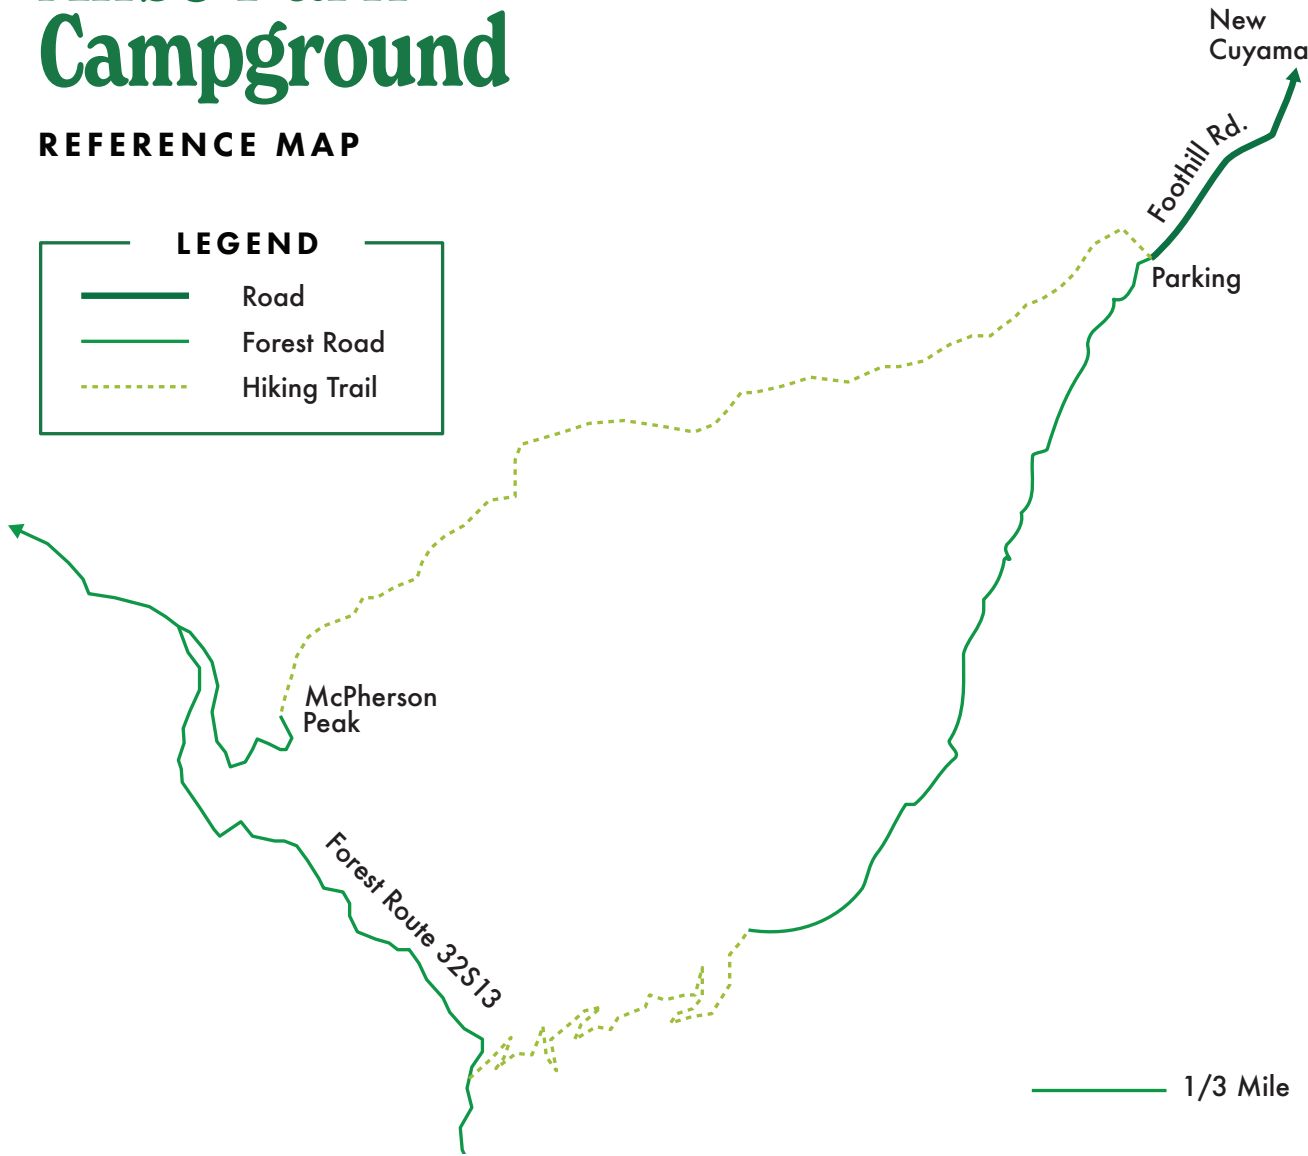 Campground
REFERENCE MAP
New
Cuyama
Foothill Rd.
LEGEND
Road
Forest Road
Hiking Trail
Parking
McPherson
Peak
Forest Route 32S13
1/3 Mile